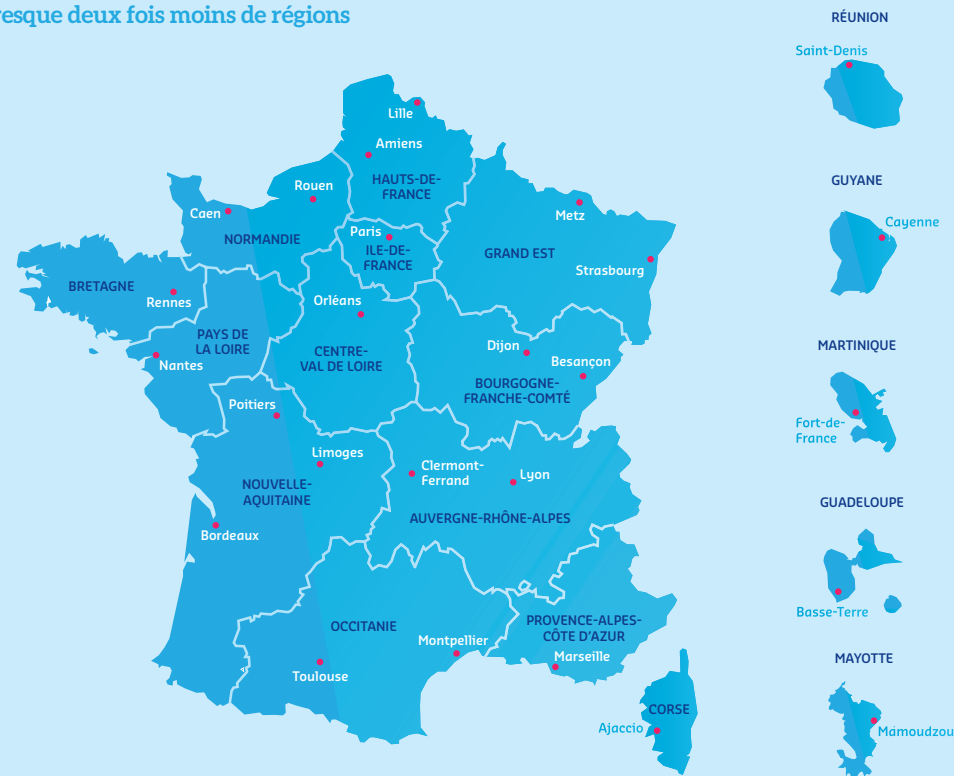 resque deux fois moins de régions
RÉUNION
Saint-Denis
Lille
Amiens
HAUTS-DE-
FRANCE
Rouen
Caen
NORMANDIE
Paris
ILE-DE-
FRANCE
Metz
GRAND EST
Strasbourg
GUYANE
Cayenne
BRETAGNE
Rennes
Orléans
PAYS DE
LA LOIRE
Nantes
CENTRE-
VAL DE LOIRE
Dijon
Besançon
BOURGOGNE-
FRANCHE-COMTÉ
MARTINIQUE
Fort-de-
France
Poitiers
Limoges
Clermont-
Ferrand
Lyon
NOUVELLE-
AQUITAINE
AUVERGNE-RHÔNE-ALPES
Bordeaux
GUADELOUPE
Basse-Terre
OCCITANIE
Montpellier
PROVENCE-ALPES-
CÔTE D'AZUR
Marseille
Toulouse
MAYOTTE
CORSE
Ajaccio
Mamoudzou